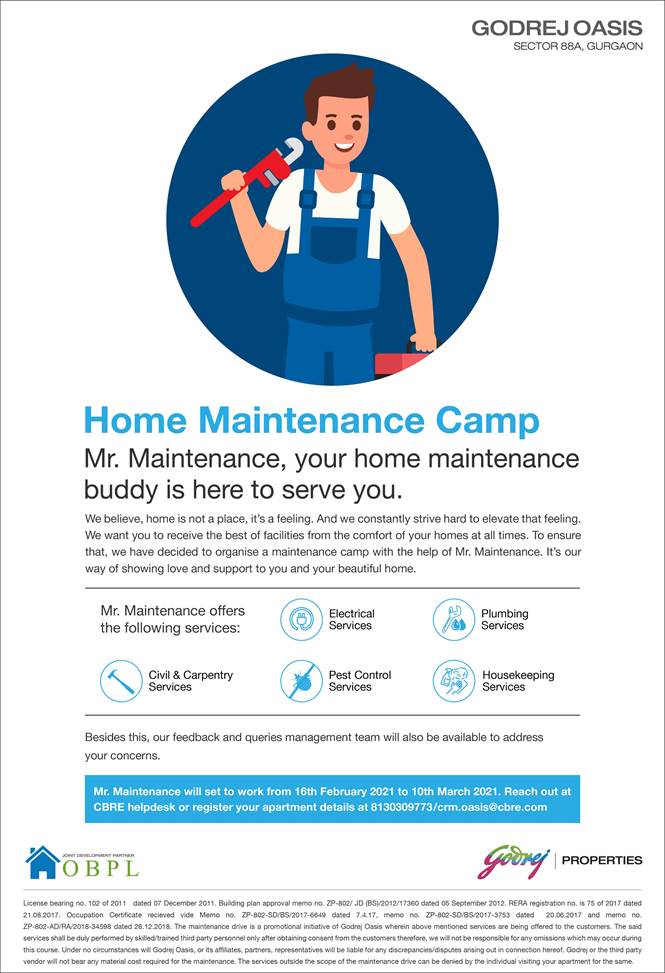 GODREJ OASIS
SECTOR 88A, GURGAON
Home Maintenance Camp
Mr. Maintenance, your home maintenance
buddy is here to serve you.
We believe, home is not a place, it's a feeling. And we constantly strive hard to elevate that feeling.
We want you to receive the best of facilities from the comfort of your homes at all times. To ensure
that, we have decided to organise a maintenance camp with the help of Mr. Maintenance. It's our
way of showing love and support to you and your beautiful home.
Mr. Maintenance offers
the following services:
Electrical
Services
Plumbing
Services
Civil & Carpentry
Services
Pest Control
Services
Housekeeping
Services
Besides this, our feedback and queries management team will also be available to address
your concerns.
Mr. Maintenance will set to work from 16th February 2021 to 10th March 2021. Reach out at
CBRE helpdesk or register your apartment details at 8130309773/crm.oasis@cbre.com
JOINT DEVELOPMENT PARTNER
OBPL
Godrej | PROPERTIES
License bearing no. 102 of 2011 dated 07 December 2011. Building plan approval memo no. ZP-802/ JD (BS)/2012/17360 dated 05 September 2012. RERA registration no. is 75 of 2017 dated
21.08.2017. Occupation Certificate recieved vide Memo no. ZP-802-SD/BS/2017-6649 dated 7.4.17, memo no. ZP-802-SD/BS/2017-3753 dated 20.06.2017 and memo no.
ZP-802-AD/RA/2018-34598 dated 26.12.2018. The maintenance drive is a promotional initiative of Godrej Oasis wherein above mentioned services are being offered to the customers. The said
services shall be duly performed by skilled/trained third party personnel only after obtaining consent from the customers therefore, we will not be responsible for any omissions which may occur during
this course. Under no circumstances will Godrej Oasis, or its affiliates, partners, representatives will be liable for any discrepancies/disputes arising out in connection hereof. Godrej or the third party
vendor will not bear any material cost required for the maintenance. The services outside the scope of the maintenance drive can be denied by the individual visiting your apartment for the same.